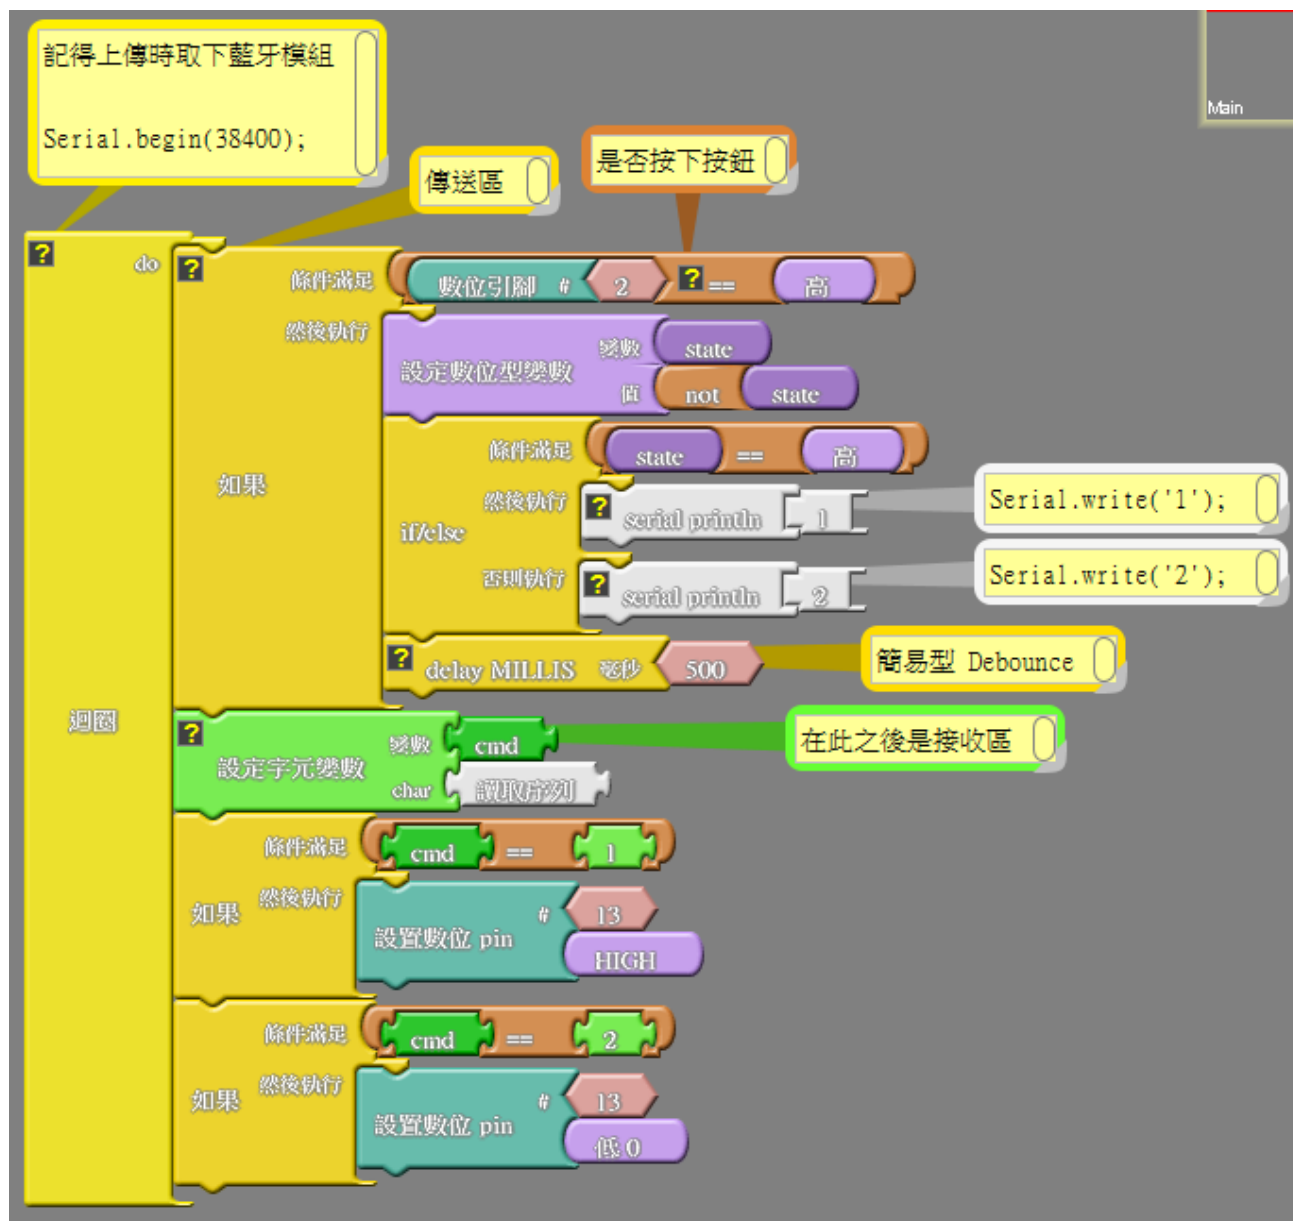 記得上傳時取下藍牙模組
Serial.begin(38400);
傳送區
是否按下按鈕
Main
? do
? 條件滿足 數位引腳 # 2 ? == 高
然後執行
設定數位型變數 變數 state
值 not state
如果
條件滿足 state == 高
if/else
然後執行 ? serial println 1
Serial.write('1');
否則執行 ? serial println 2
Serial.write('2');
? delay MILLIS 毫秒 500
簡易型 Debounce
迴圈
? 設定字元變數 變數 cmd
char 讀取序列
在此之後是接收區
條件滿足 cmd == 1
如果 然後執行
設置數位 pin # 13
HIGH
條件滿足 cmd == 2
如果 然後執行
設置數位 pin # 13
低 0